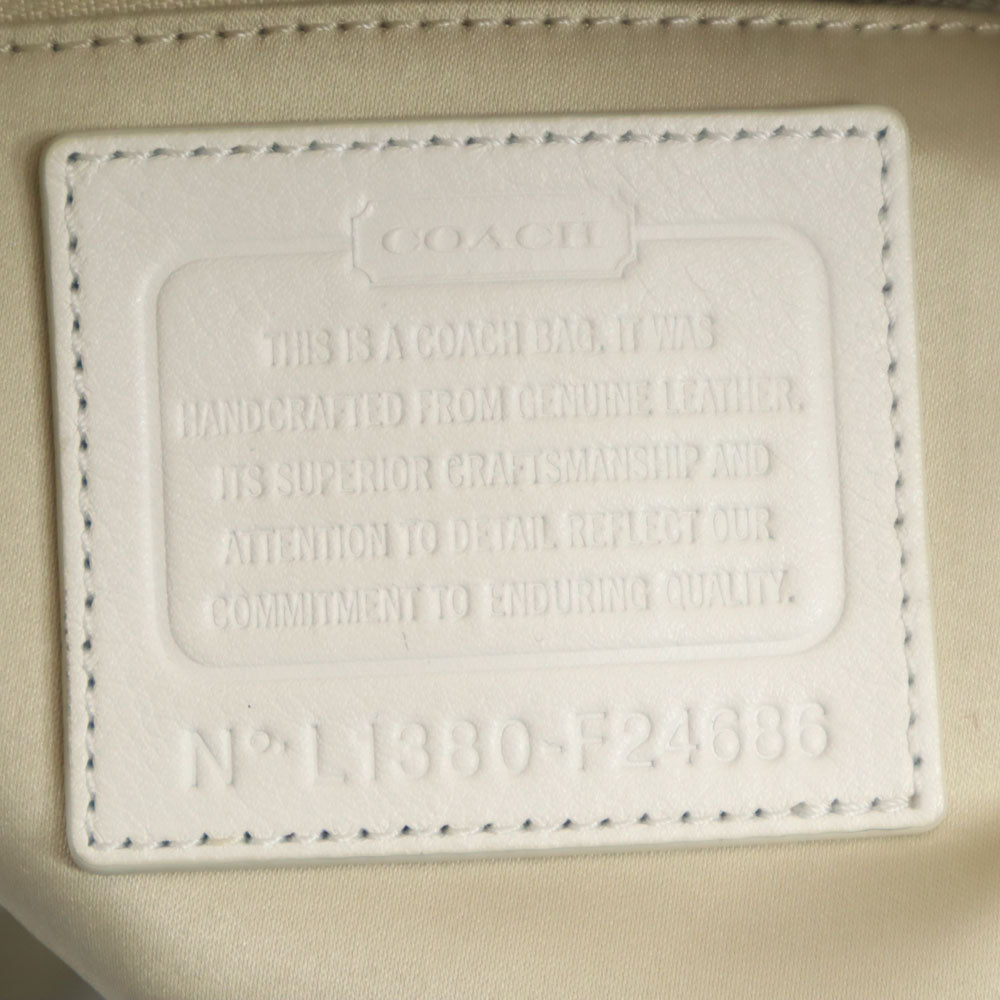 COACH
THIS IS A COACH BAG. IT WAS
HANDCRAFTED FROM GENUINE LEATHER.
ITS SUPERIOR CRAFTSMANSHIP AND
ATTENTION TO DETAIL REFLECT OUR
COMMITMENT TO ENDURING QUALITY.
Nº L1380-F24686